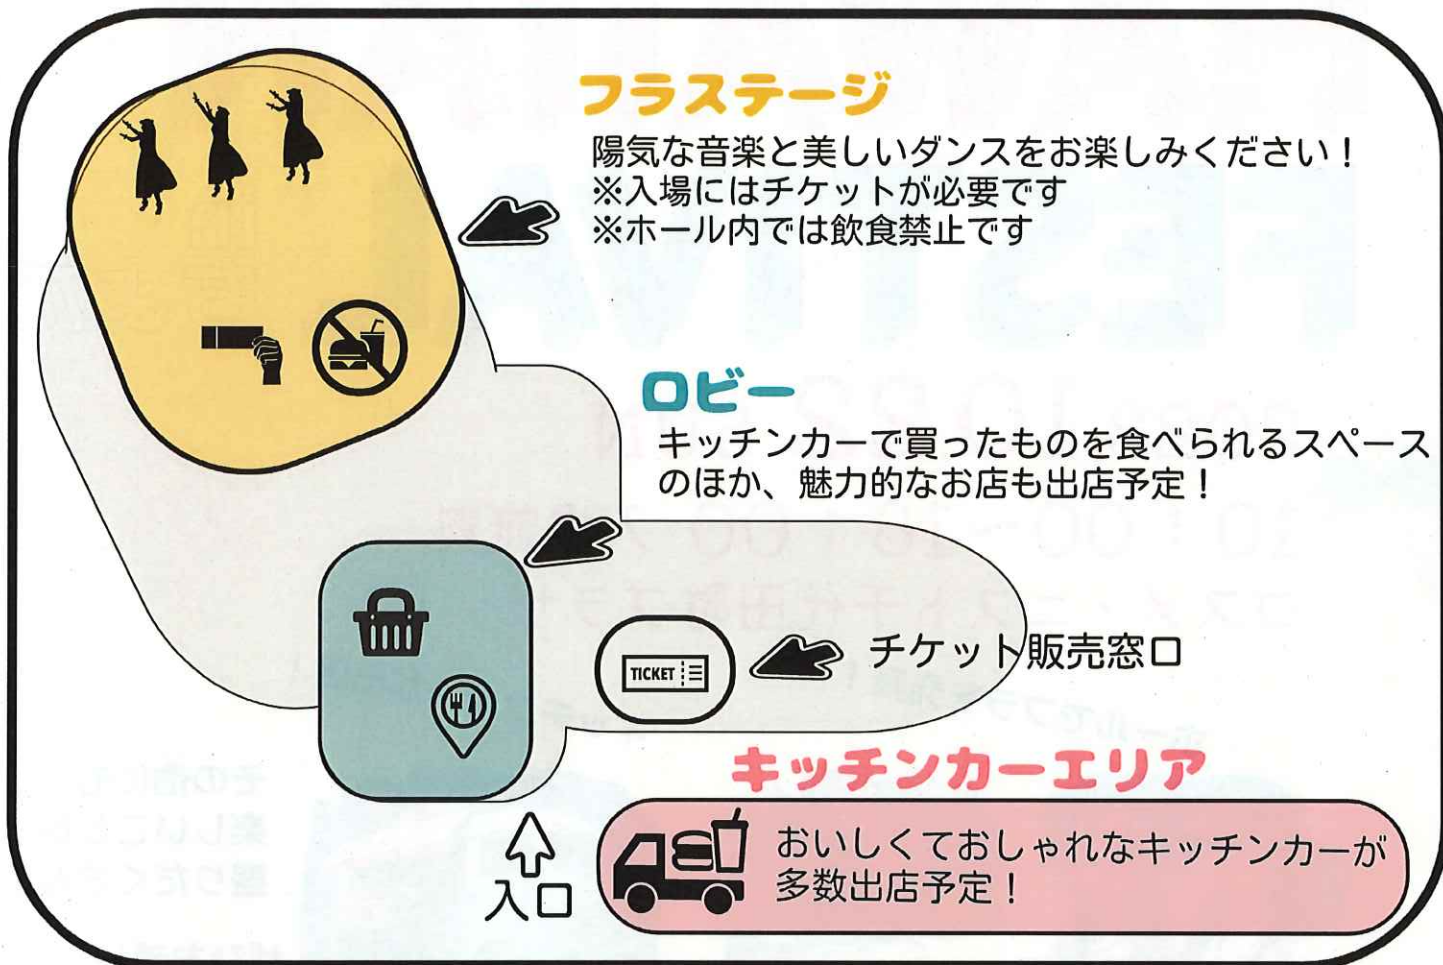 フラステージ
陽気な音楽と美しいダンスをお楽しみください！
※入場にはチケットが必要です
※ホール内では飲食禁止です
ロビー
キッチンカーで買ったものを食べられるスペース
のほか、魅力的なお店も出店予定！
TICKET
チケット販売窓口
キッチンカーエリア
おいしくておしゃれなキッチンカーが
多数出店予定！
入口